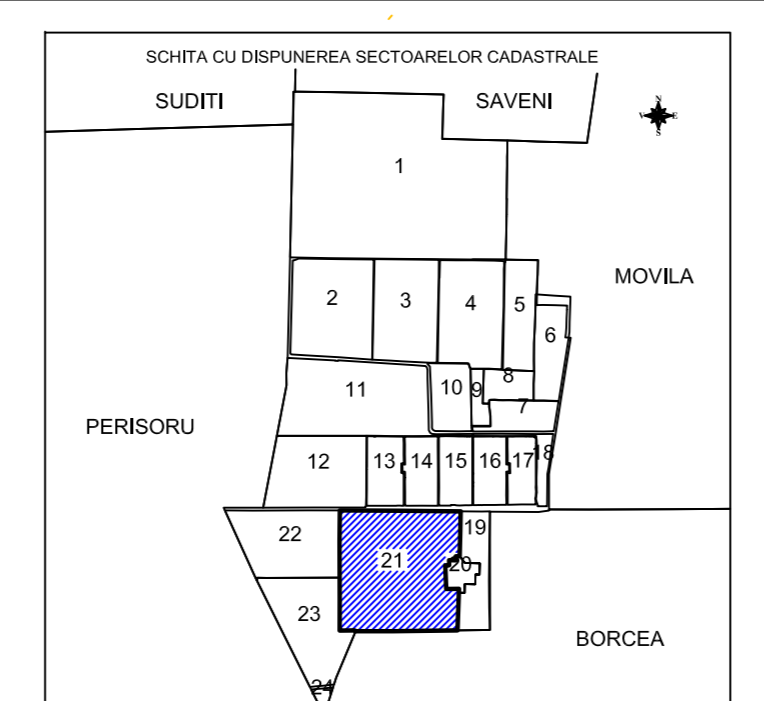 SCHITA CU DISPUNEREA SECTOARELOR CADASTRALE
SUDITI
SAVENI
N
V
E
S
1
MOVILA
2
3
4
5
6
8
11
10
9
7
PERISORU
12
13
14
15
16
17
18
22
19
21
20
23
BORCEA
24